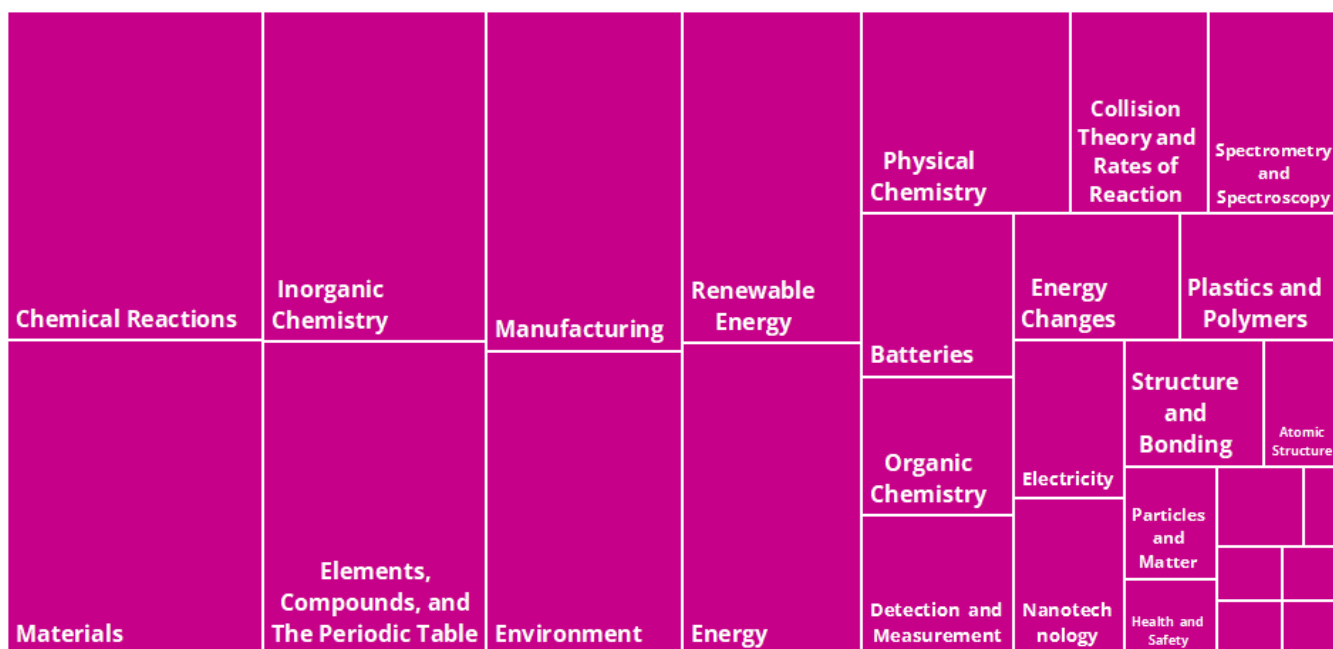 Chemical Reactions
Inorganic
Chemistry
Manufacturing
Renewable
Energy
Physical
Chemistry
Collision
Theory and
Rates of
Reaction
Spectrometry
and
Spectroscopy
Batteries
Energy
Changes
Plastics and
Polymers
Materials
Elements,
Compounds, and
The Periodic Table
Environment
Energy
Organic
Chemistry
Electricity
Structure
and
Bonding
Atomic
Structure
Detection and
Measurement
Nanotech
nology
Particles
and
Matter
Health and
Safety